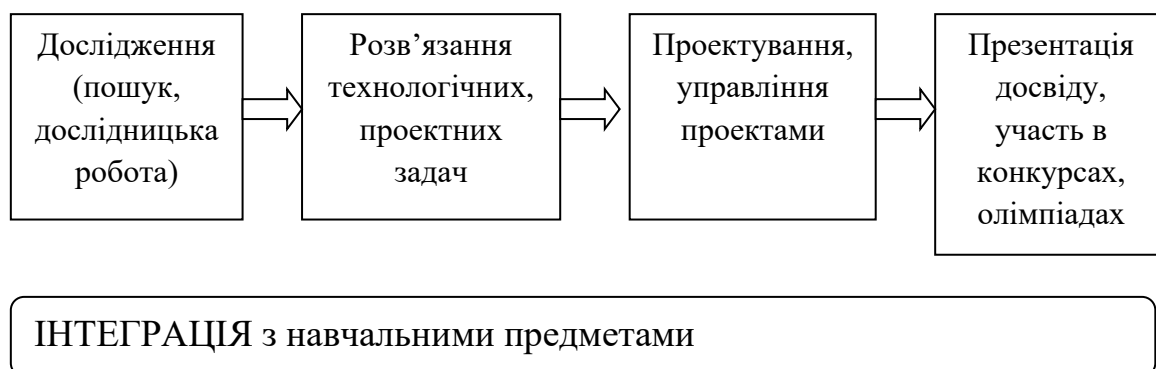 Дослідження
(пошук,
дослідницька
робота)
Розв’язання
технологічних,
проектних
задач
Проектування,
управління
проектами
Презентація
досвіду,
участь в
конкурсах,
олімпіадах
ІНТЕГРАЦІЯ з навчальними предметами